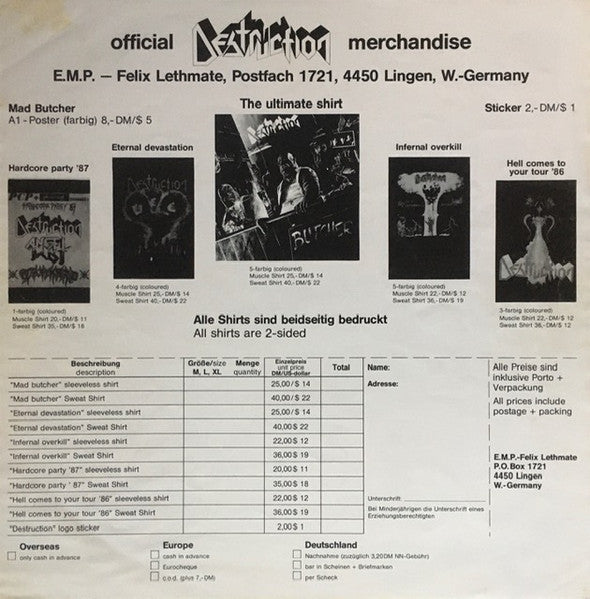 official DESTRUCTION merchandise
E.M.P. — Felix Lethmate, Postfach 1721, 4450 Lingen, W.-Germany
Mad Butcher
A1 - Poster (farbig) 8,- DM/$ 5
The ultimate shirt
Sticker 2,- DM/$ 1
Eternal devastation
Infernal overkill
Hardcore party '87
Hell comes to
your tour '86
DESTRUCTION
BUTCHER
4-farbig (coloured)
Muscle Shirt 25,- DM/$ 14
Sweat Shirt 40,- DM/$ 22
5-farbig (coloured)
Muscle Shirt 25,- DM/$ 14
Sweat Shirt 40,- DM/$ 22
5-farbig (coloured)
Muscle Shirt 22,- DM/$ 12
Sweat Shirt 36,- DM/$ 19
1-farbig (coloured)
Muscle Shirt 20,- DM/$ 11
Sweat Shirt 35,- DM/$ 18
3-farbig (coloured)
Muscle Shirt 22,- DM/$ 12
Sweat Shirt 36,- DM/$ 12
Alle Shirts sind beidseitig bedruckt
All shirts are 2-sided
Beschreibung
description
Größe/size
M, L, XL
Menge
quantity
Einzelpreis
unit price
DM/US-dollar
Total
"Mad butcher" sleeveless shirt 25,00/$ 14
"Mad butcher" Sweat Shirt 40,00/$ 22
"Eternal devastation" sleeveless shirt 25,00/$ 14
"Eternal devastation" Sweat Shirt 40,00$ 22
"Infernal overkill" sleeveless shirt 22,00$ 12
"Infernal overkill" Sweat Shirt 36,00$ 19
"Hardcore party '87" sleeveless shirt 20,00$ 11
"Hardcore party ' 87" Sweat Shirt 35,00$ 18
"Hell comes to your tour '86" sleeveless shirt 22,00$ 12
"Hell comes to your tour '86" Sweat Shirt 36,00$ 19
"Destruction" logo sticker 2,00$ 1
Name:
Adresse:
Unterschrift:
Bei Minderjährigen die Unterschrift eines
Erziehungsberechtigten
Alle Preise sind
inklusive Porto +
Verpackung
All prices include
postage + packing
E.M.P.-Felix Lethmate
P.O.Box 1721
4450 Lingen
W.-Germany
Overseas
only cash in advance
Europe
cash in advance
Eurocheque
c.o.d. (plus 7,-DM)
Deutschland
Nachnahme (zuzüglich 3,20DM NN-Gebühr)
bar in Scheinen + Briefmarken
per Scheck